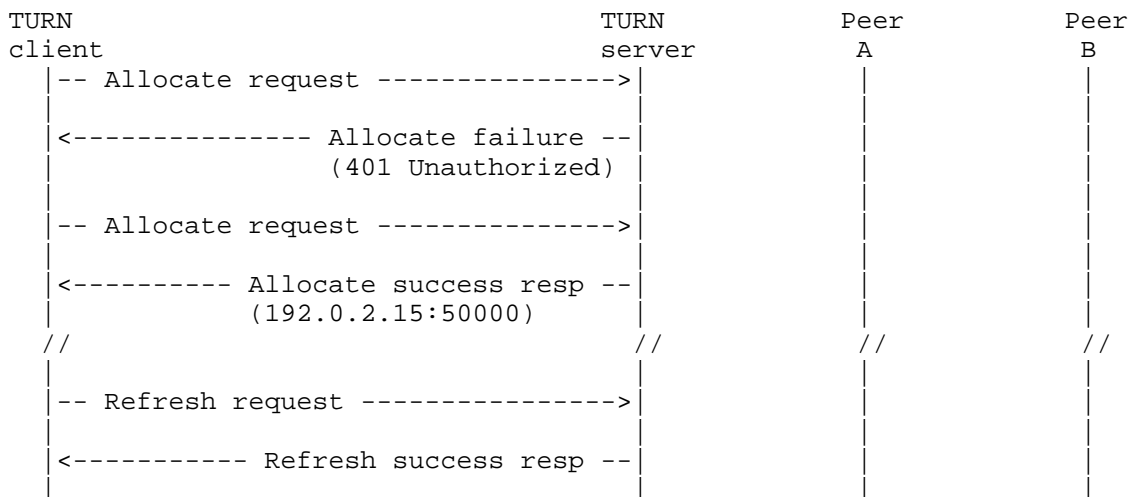 TURN TURN Peer Peer
client server A B
|-- Allocate request --------------->| | |
| | | |
|<--------------- Allocate failure --| | |
| (401 Unauthorized) | | |
| | | |
|-- Allocate request --------------->| | |
| | | |
|<---------- Allocate success resp --| | |
| (192.0.2.15:50000) | | |
// // // //
| | | |
|-- Refresh request ---------------->| | |
| | | |
|<----------- Refresh success resp --| | |
| | | |